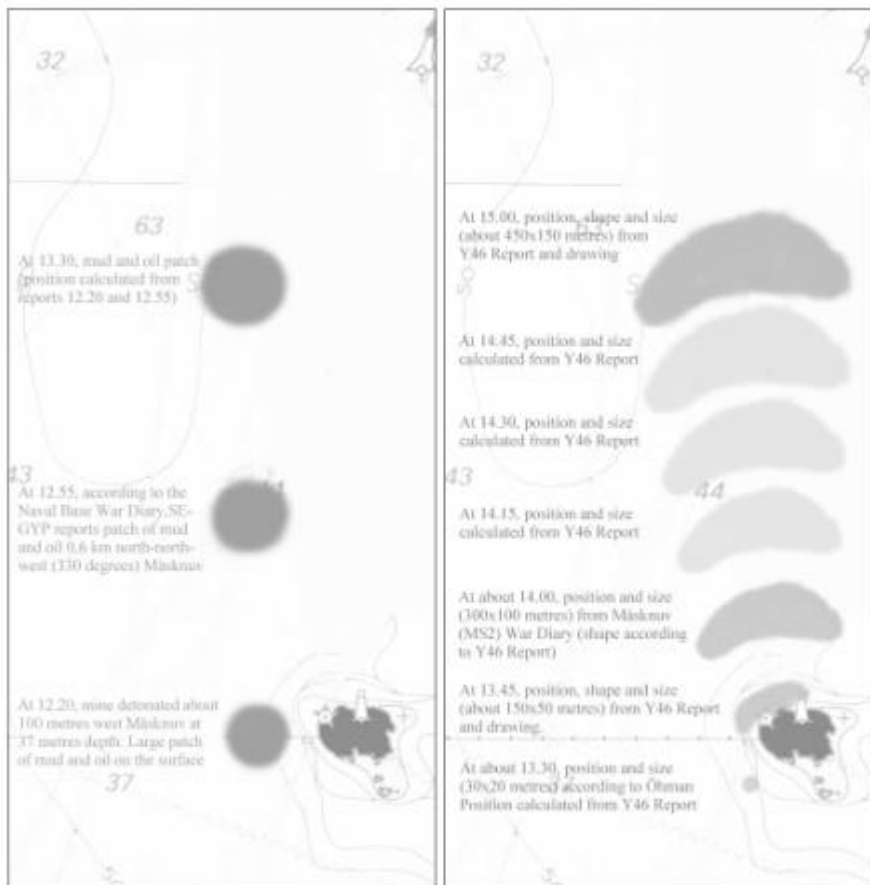 32
63
At 13.30, mud and oil patch
(position calculated from
reports 12.20 and 12.55)
43
At 12.55, according to the
Naval Base War Diary,SE-
GYP reports patch of mud
and oil 0,6 km north-north-
west (330 degrees) Måsknuv
At 12.20, mine detonated about
100 metres west Måsknuv at
37 metres depth. Large patch
of mud and oil on the surface
37
32
At 15.00, position, shape and size
(about 450x150 metres) from
Y46 Report and drawing
At 14.45, position and size
calculated from Y46 Report
At 14.30, position and size
calculated from Y46 Report
43
44
At 14.15, position and size
calculated from Y46 Report
At about 14.00, position and size
(300x100 metres) from Måsknuv
(MS2) War Diary (shape according
to Y46 Report)
At 13.45, position, shape and size
(about 150x50 metres) from Y46 Report
and drawing.
At about 13.30, position and size
(30x20 metres) according to Öhman
Position calculated from Y46 Report